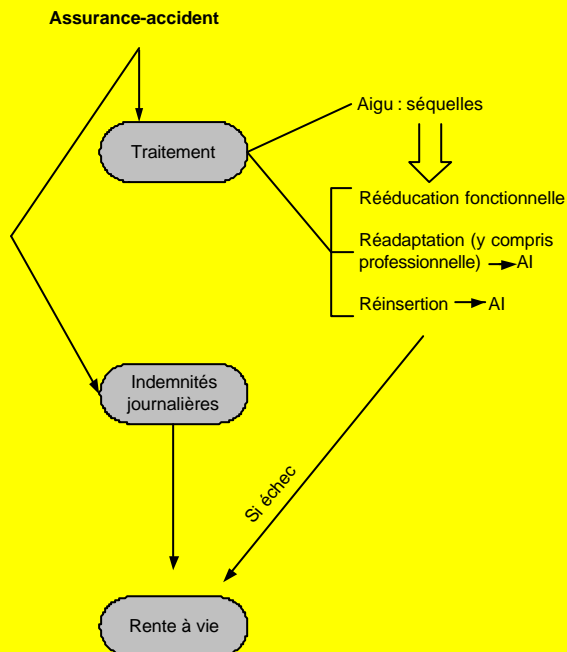 Assurance-accident
Aigu : séquelles
Traitement
Rééducation fonctionnelle
Réadaptation (y compris
professionnelle) → AI
Réinsertion → AI
Indemnités
journalières
Si échec
Rente à vie